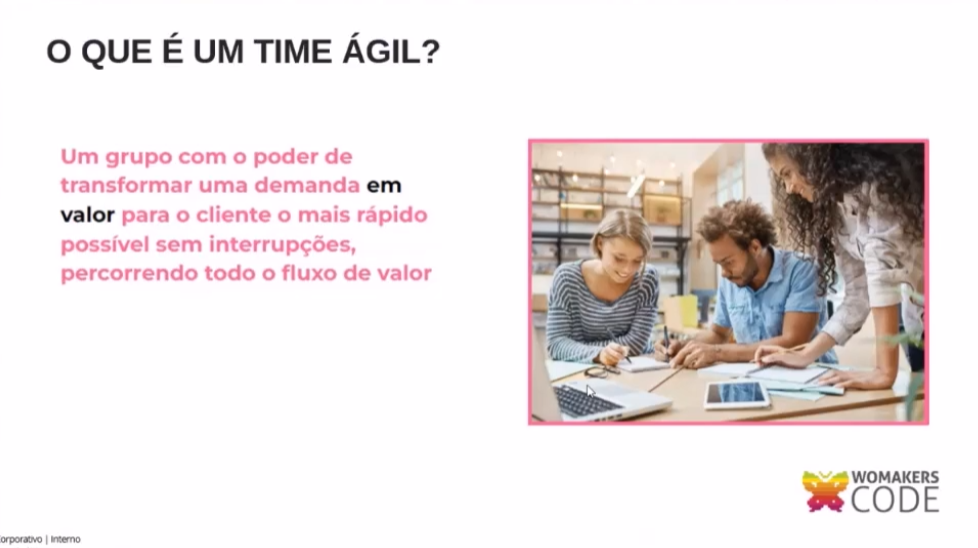 O QUE É UM TIME ÁGIL?
Um grupo com o poder de
transformar uma demanda em
valor para o cliente o mais rápido
possível sem interrupções,
percorrendo todo o fluxo de valor
WOMAKERS
CODE
orporativo | Interno